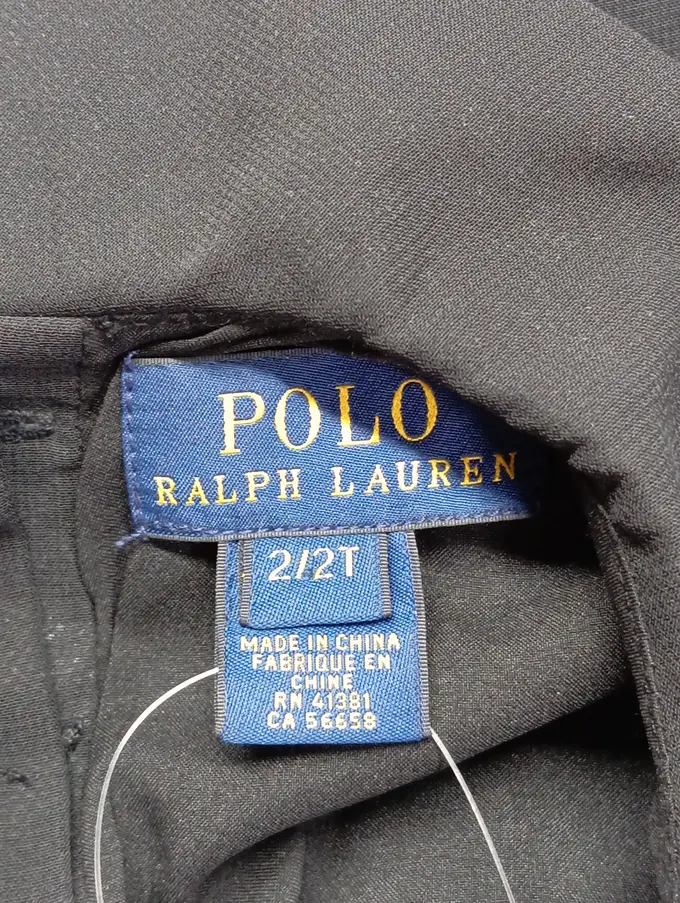 POLO
RALPH LAUREN
2/2T
MADE IN CHINA
FABRIQUE EN
CHINE
RN 41381
CA 56658